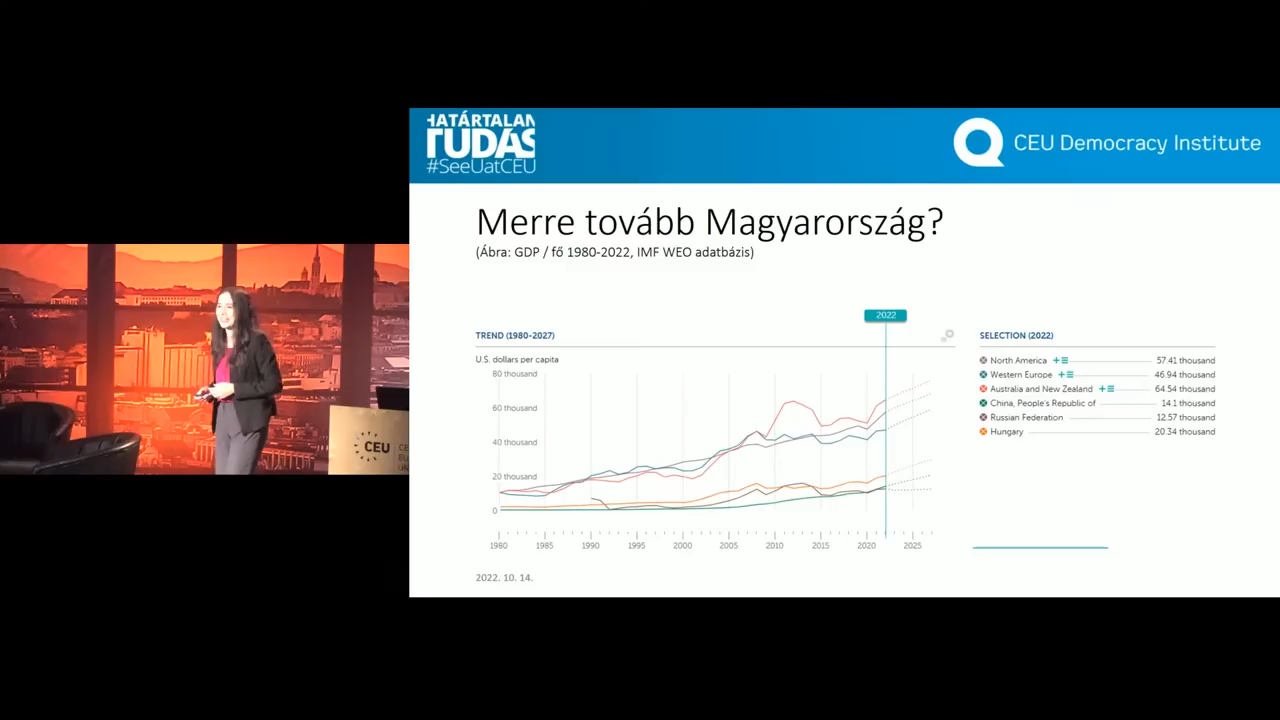 HATÁRTALAN
TUDÁS
#SeeUatCEU
CEU Democracy Institute
Merre tovább Magyarország?
(Ábra: GDP / fő 1980-2022, IMF WEO adatbázis)
2022
TREND (1980-2027)
U.S. dollars per capita
80 thousand
60 thousand
40 thousand
20 thousand
0
1980 1985 1990 1995 2000 2005 2010 2015 2020 2025
SELECTION (2022)
North America 57.41 thousand
Western Europe 46.94 thousand
Australia and New Zealand 64.54 thousand
China, People's Republic of 14.1 thousand
Russian Federation 12.57 thousand
Hungary 20.34 thousand
2022. 10. 14.
CEU